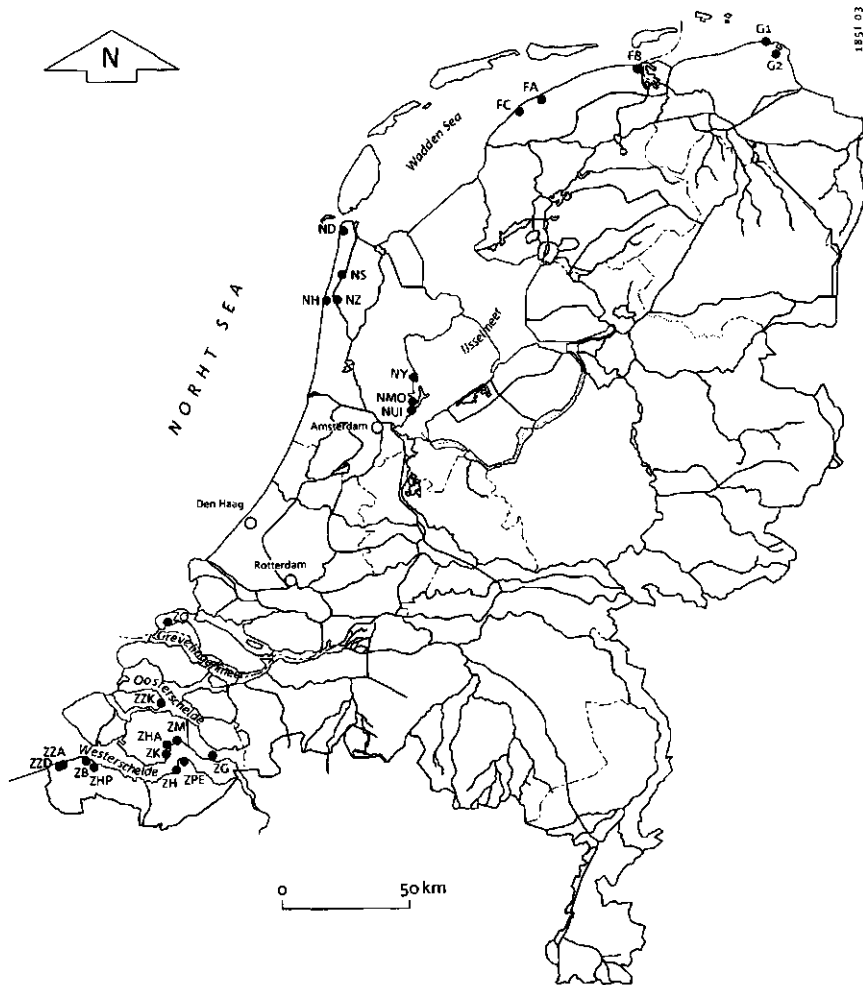 1851 03
N
G1
G2
FB
FA
FC
Wadden Sea
ND
NS
NH
NZ
NORHT SEA
IJsselmeer
NY
NMO
NUI
Amsterdam
Den Haag
Rotterdam
Grevelingenmeer
Oosterschelde
ZZK
ZM
ZHA
ZK
ZG
Westerschelde
ZZA
ZZD
ZB
ZHP
ZH
ZPE
0
50 km